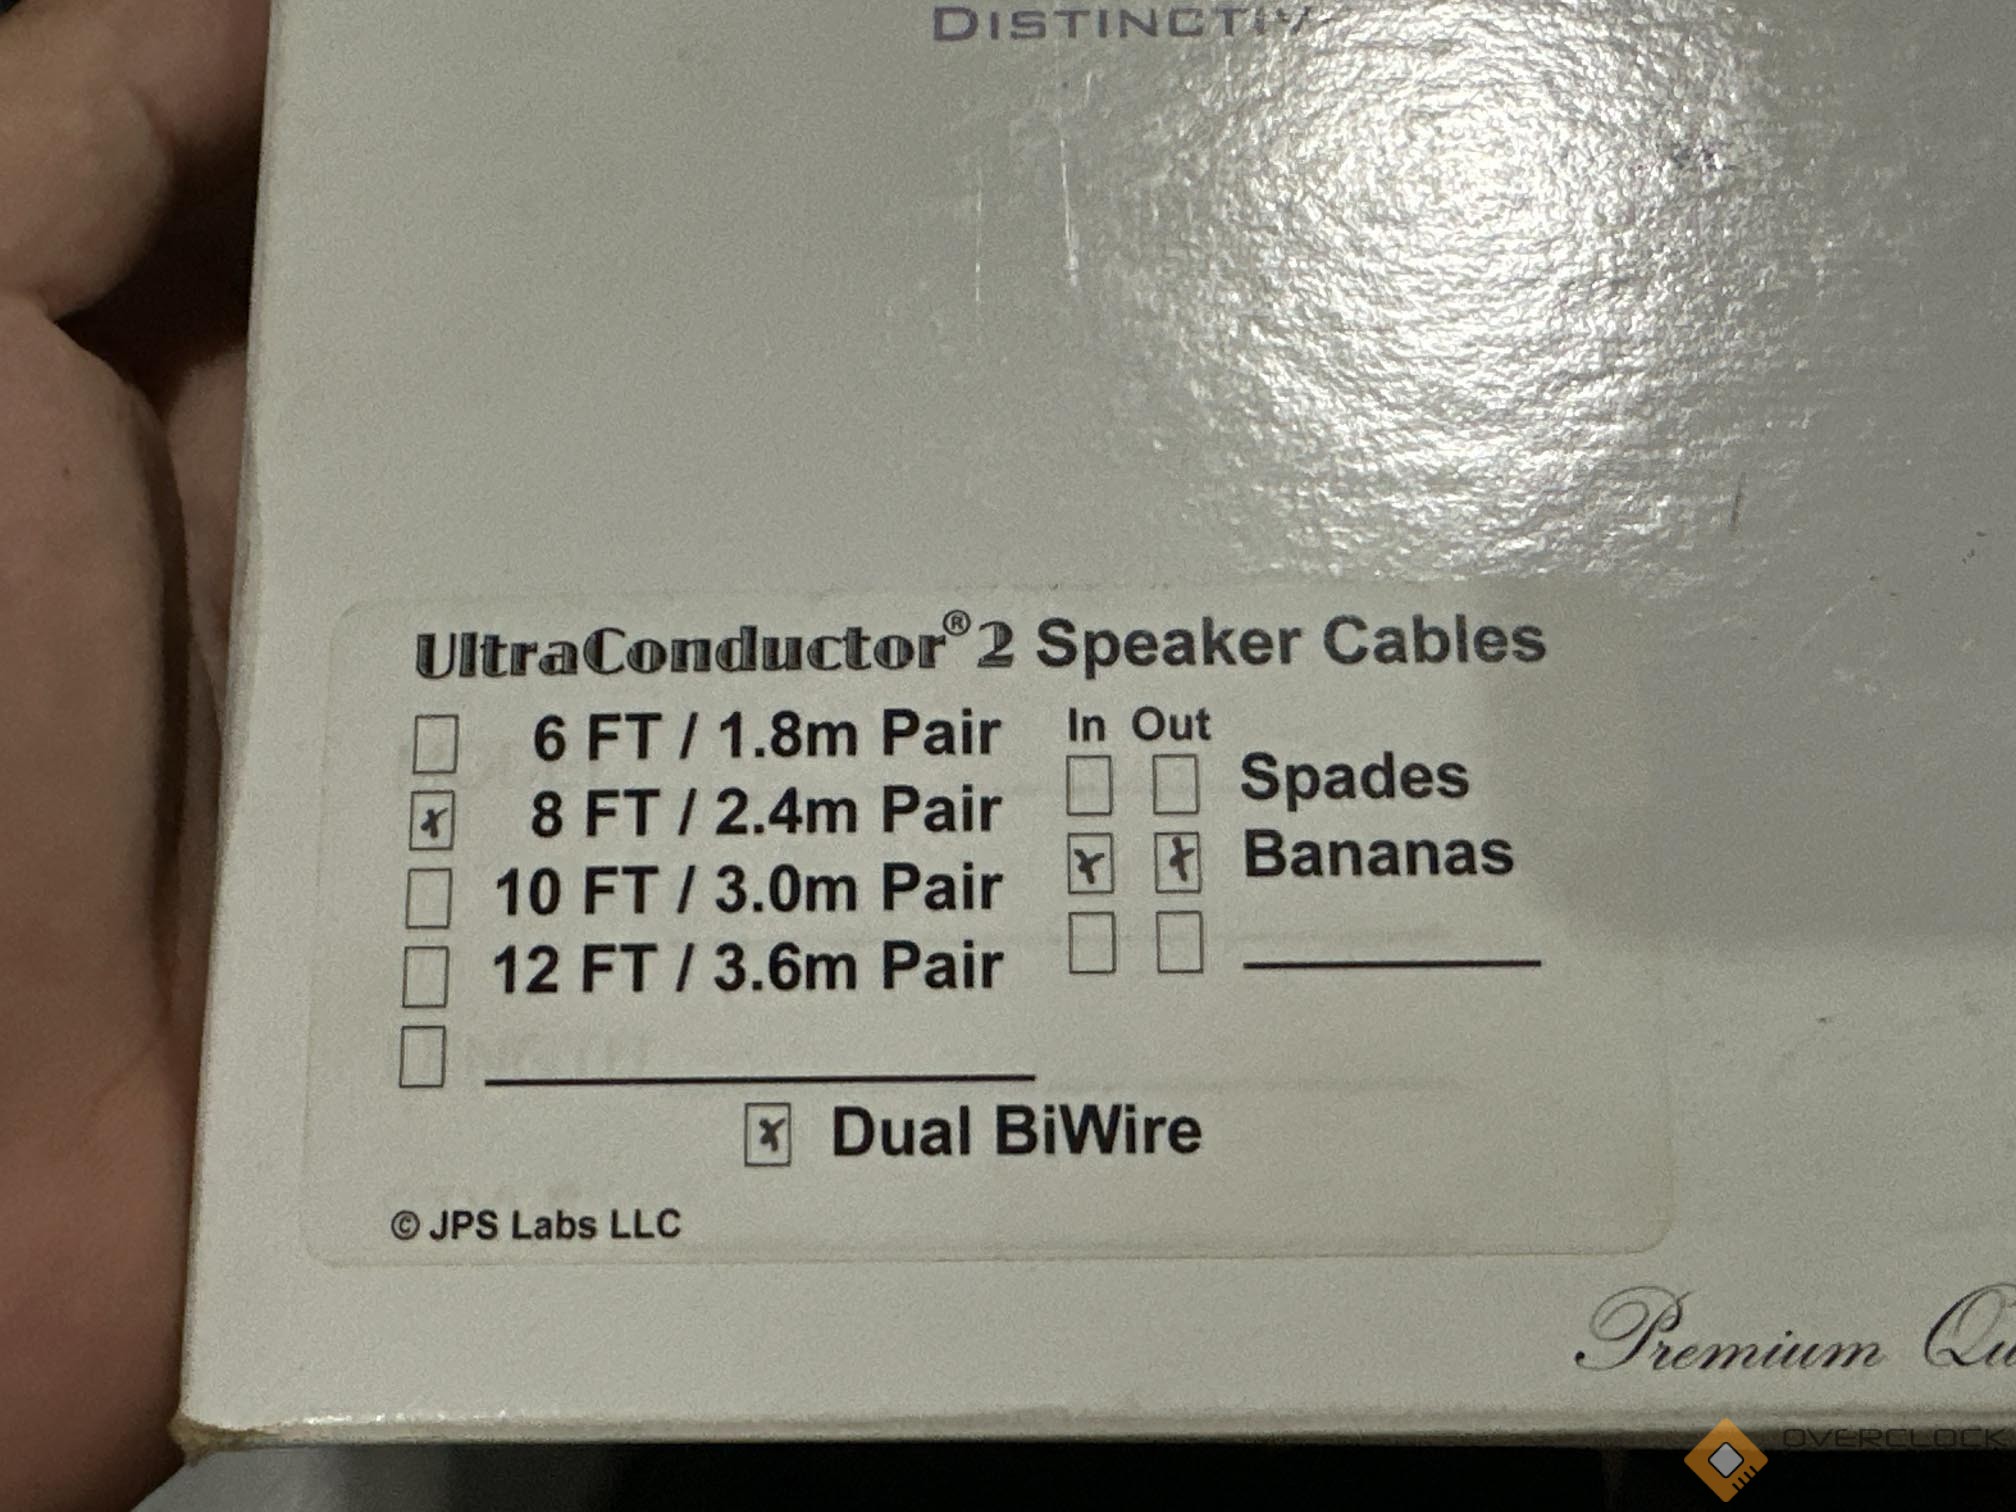 UltraConductor®2 Speaker Cables
6 FT / 1.8m Pair
8 FT / 2.4m Pair
10 FT / 3.0m Pair
12 FT / 3.6m Pair
In Out
Spades
Bananas
Dual BiWire
© JPS Labs LLC
Premium
OVERCLOCK